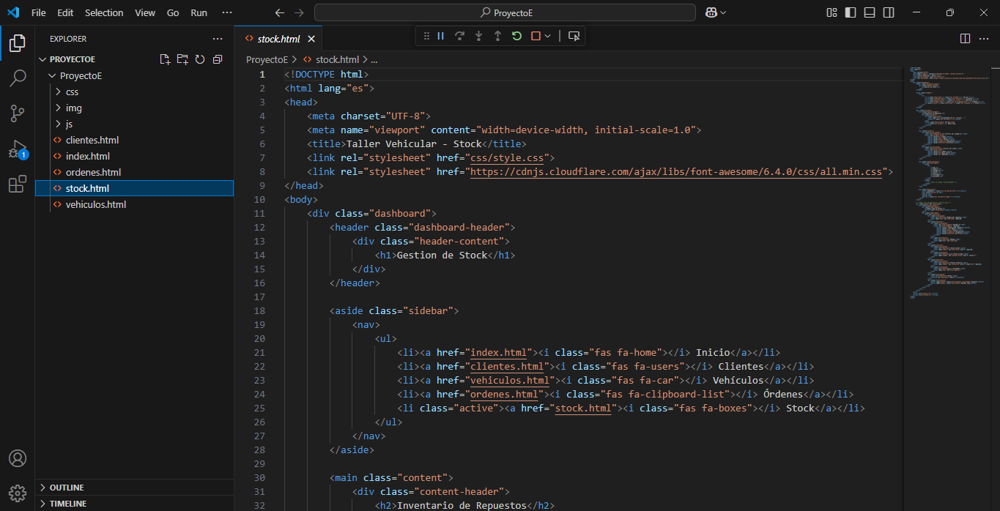 File Edit Selection View Go Run ···
ProyectoE
EXPLORER
PROYECTOE
ProyectoE
css
img
js
clientes.html
index.html
ordenes.html
stock.html
vehiculos.html
OUTLINE
TIMELINE
1
stock.html
ProyectoE > stock.html > ...
1 <!DOCTYPE html>
2 <html lang="es">
3 <head>
4 <meta charset="UTF-8">
5 <meta name="viewport" content="width=device-width, initial-scale=1.0">
6 <title>Taller Vehicular - Stock</title>
7 <link rel="stylesheet" href="css/style.css">
8 <link rel="stylesheet" href="https://cdnjs.cloudflare.com/ajax/libs/font-awesome/6.4.0/css/all.min.css">
9 </head>
10 <body>
11 <div class="dashboard">
12 <header class="dashboard-header">
13 <div class="header-content">
14 <h1>Gestion de Stock</h1>
15 </div>
16 </header>
17
18 <aside class="sidebar">
19 <nav>
20 <ul>
21 <li><a href="index.html"><i class="fas fa-home"></i> Inicio</a></li>
22 <li><a href="clientes.html"><i class="fas fa-users"></i> Clientes</a></li>
23 <li><a href="vehiculos.html"><i class="fas fa-car"></i> Vehículos</a></li>
24 <li><a href="ordenes.html"><i class="fas fa-clipboard-list"></i> Órdenes</a></li>
25 <li class="active"><a href="stock.html"><i class="fas fa-boxes"></i> Stock</a></li>
26 </ul>
27 </nav>
28 </aside>
29
30 <main class="content">
31 <div class="content-header">
32 <h2>Inventario de Repuestos</h2>